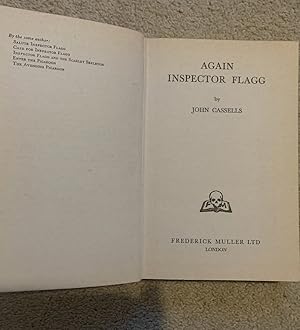 By the same author:
SALUTE INSPECTOR FLAGG
CASE FOR INSPECTOR FLAGG
INSPECTOR FLAGG AND THE SCARLET SKELETON
ENTER THE PICAROON
THE AVENGING PICAROON
AGAIN
INSPECTOR FLAGG
by
JOHN CASSELLS
F M
FREDERICK MULLER LTD
LONDON